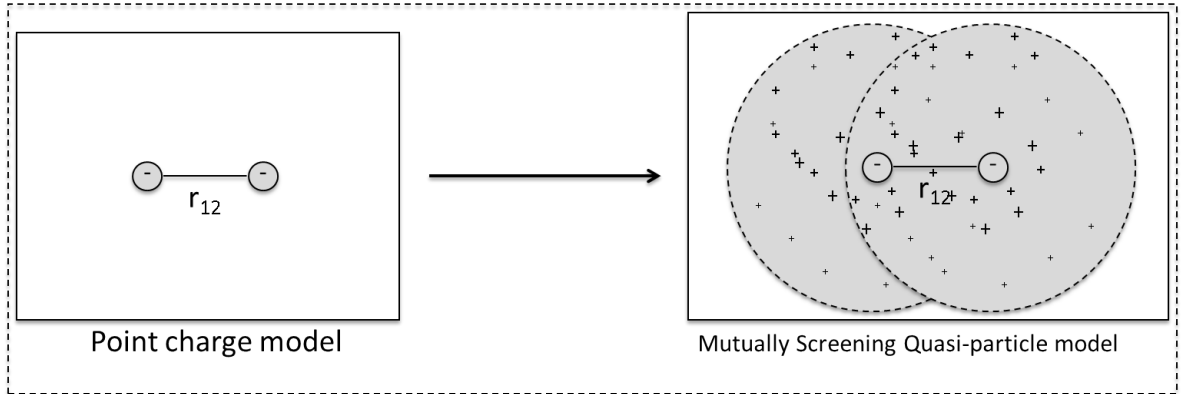 - -
r12
Point charge model
- -
r12
Mutually Screening Quasi-particle model